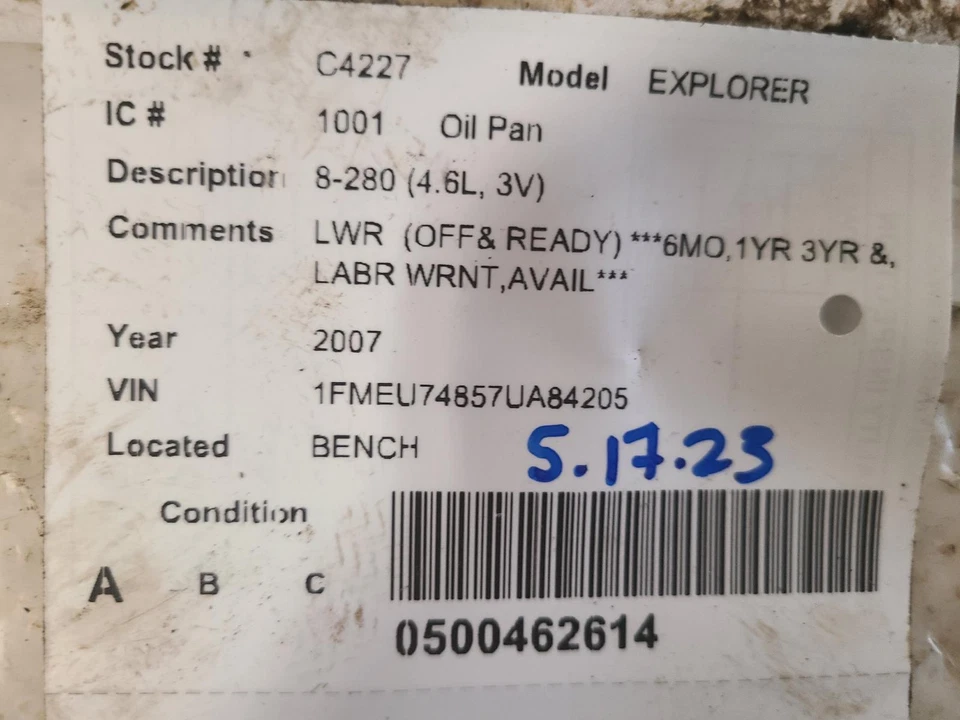 Stock # C4227 Model EXPLORER
IC # 1001 Oil Pan
Description 8-280 (4.6L, 3V)
Comments LWR (OFF& READY) ***6MO,1YR 3YR &,
LABR WRNT,AVAIL***
Year 2007
VIN 1FMEU74857UA84205
Located BENCH 5.17.23
Condition
A B C
0500462614